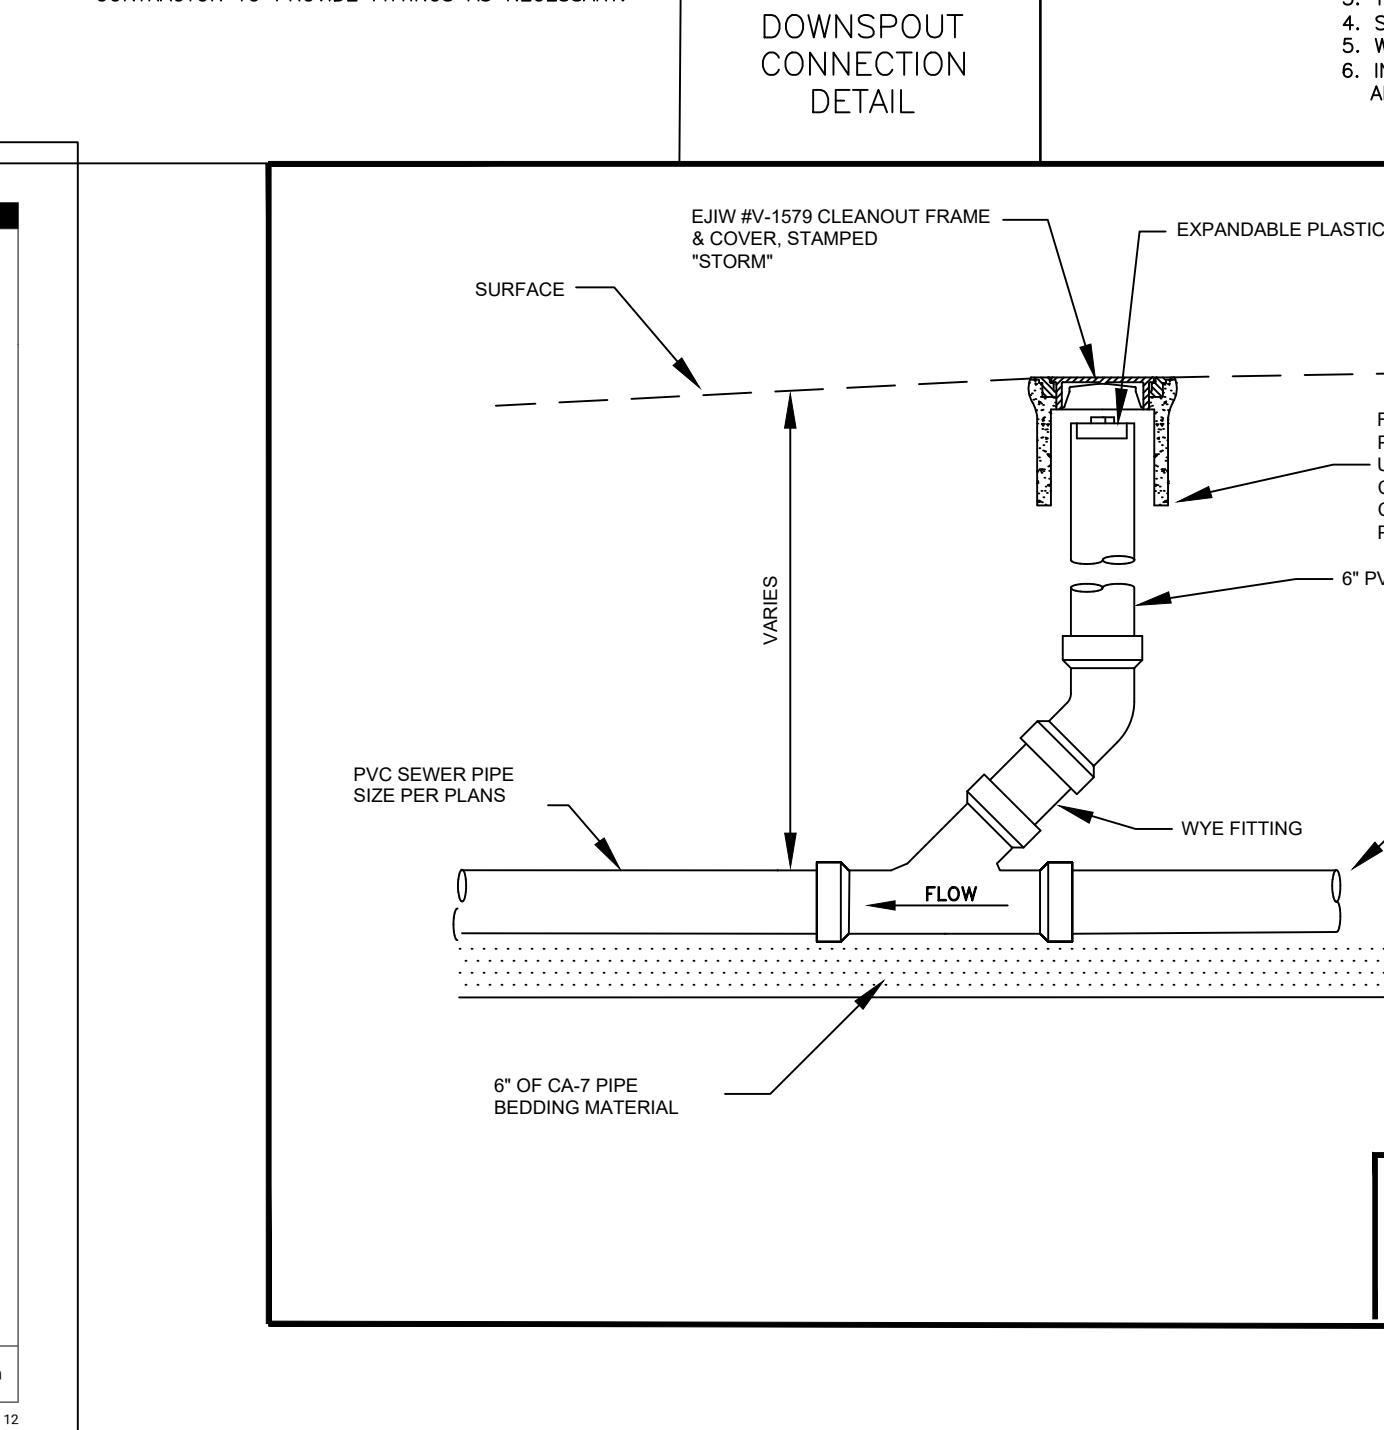 DOWNSPOUT
CONNECTION
DETAIL
4.
5.
6.
EJIW #V-1579 CLEANOUT FRAME
& COVER, STAMPED
"STORM"
EXPANDABLE PLASTIC
SURFACE
VARIES
6" PV
PVC SEWER PIPE
SIZE PER PLANS
WYE FITTING
FLOW
6" OF CA-7 PIPE
BEDDING MATERIAL
12